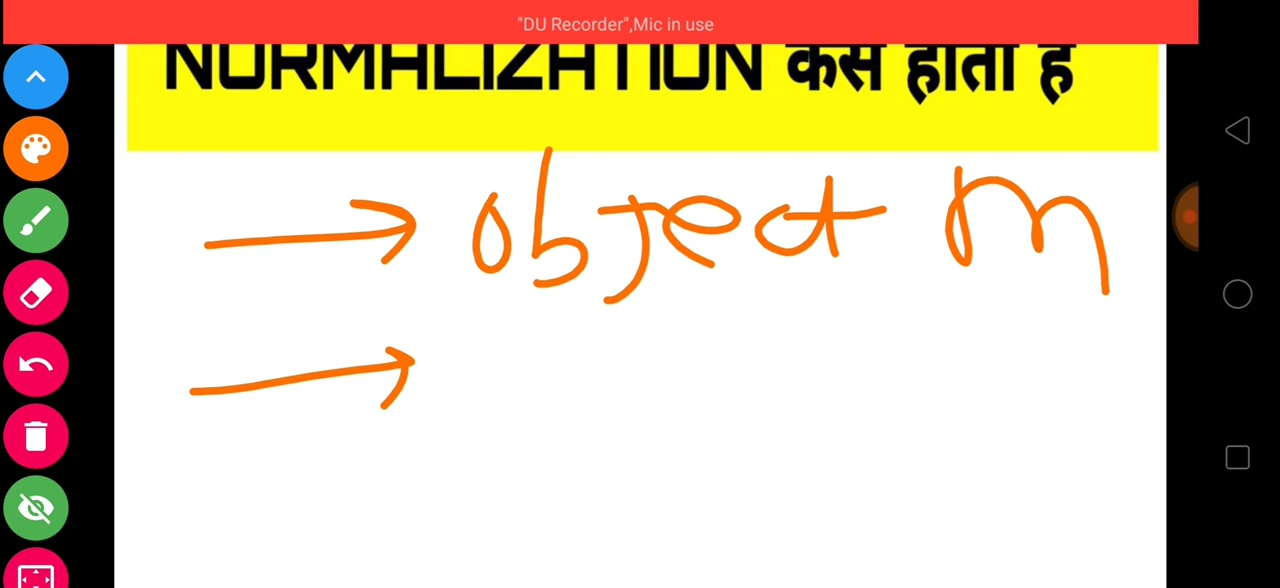 "DU Recorder",Mic in use
NORMALIZATION कैसे होता है
→ object m
→